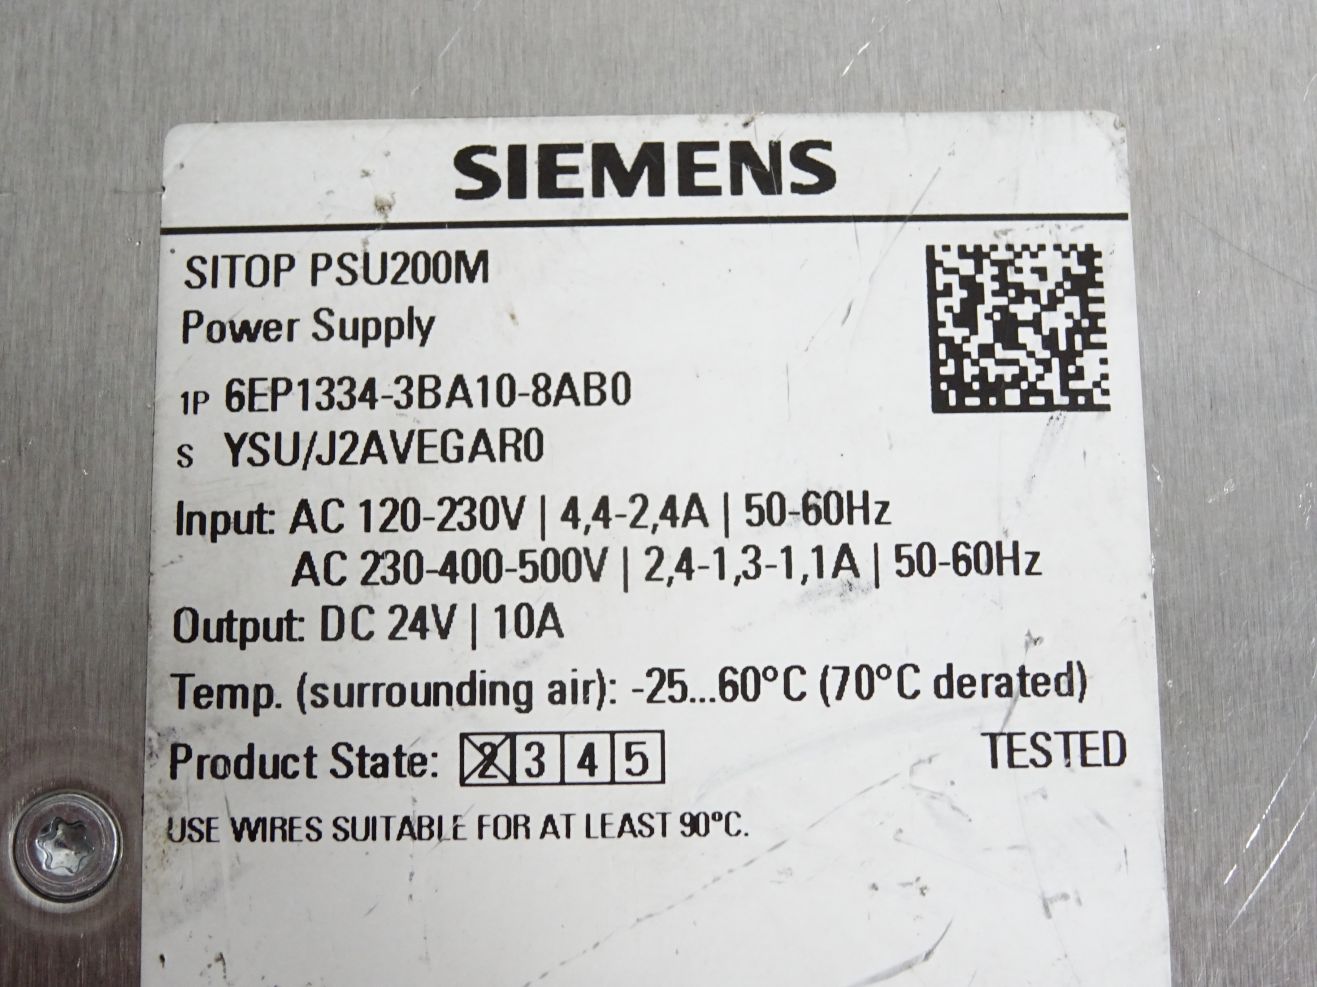 SIEMENS
SITOP PSU200M
Power Supply
1P 6EP1334-3BA10-8AB0
S YSU/J2AVEGAR0
Input: AC 120-230V | 4,4-2,4A | 50-60Hz
AC 230-400-500V | 2,4-1,3-1,1A | 50-60Hz
Output: DC 24V | 10A
Temp. (surrounding air): -25...60°C (70°C derated)
Product State: 2 3 4 5 TESTED
USE WIRES SUITABLE FOR AT LEAST 90°C.